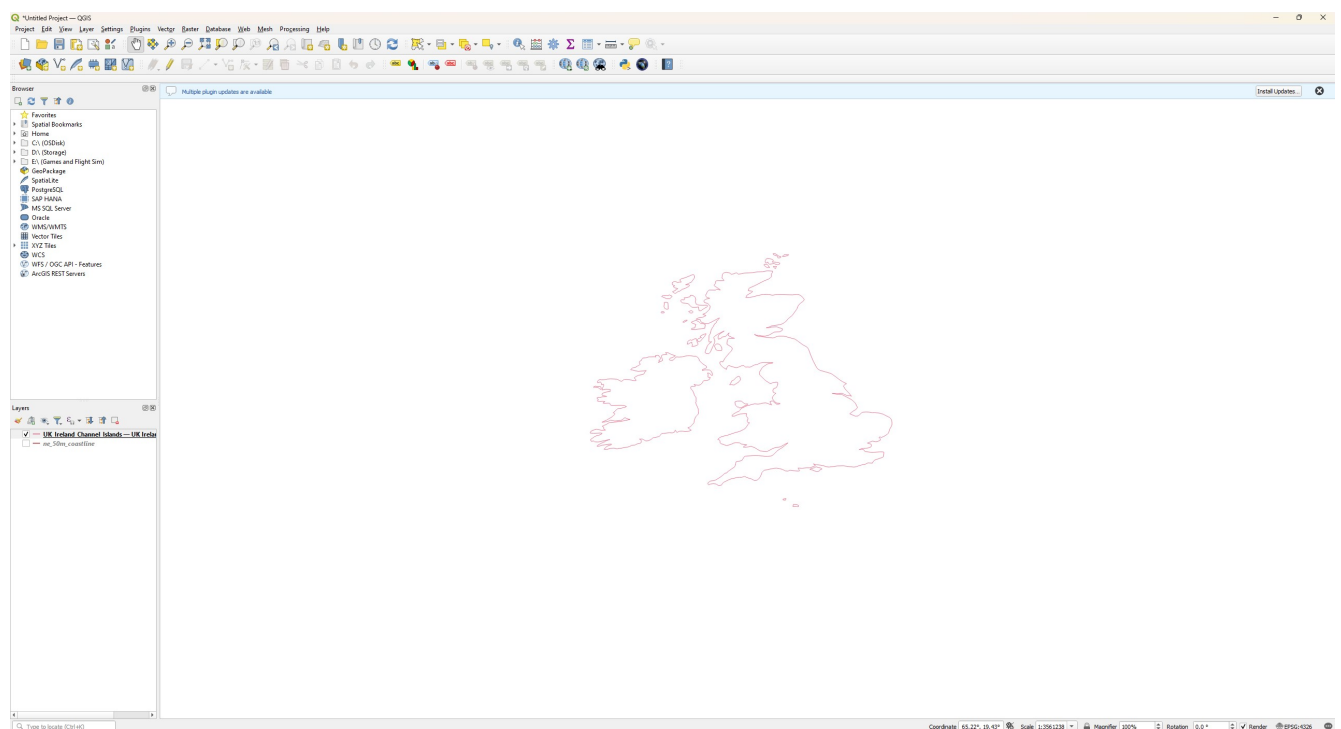 *Untitled Project — QGIS
Project Edit View Layer Settings Plugins Vector Raster Database Web Mesh Processing Help
Browser
Multiple plugin updates are available
Install Updates...
Favorites
Spatial Bookmarks
Home
C:\ (OSDisk)
D:\ (Storage)
E:\ (Games and Flight Sim)
GeoPackage
SpatiaLite
PostgreSQL
SAP HANA
MS SQL Server
Oracle
WMS/WMTS
Vector Tiles
XYZ Tiles
WCS
WFS / OGC API - Features
ArcGIS REST Servers
Layers
UK Ireland Channel Islands — UK Irelan
ne_50m_coastline
Type to locate (Ctrl+K)
Coordinate 65.22°, 19.43° Scale 1:3561238 Magnifier 100% Rotation 0.0 ° Render EPSG:4326